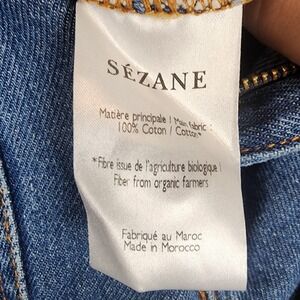 SÉZANE
Matière principale / Main fabric :
100% Coton / Cotton*
*Fibre issue de l'agriculture biologique /
Fiber from organic farmers
Fabriqué au Maroc
Made in Morocco